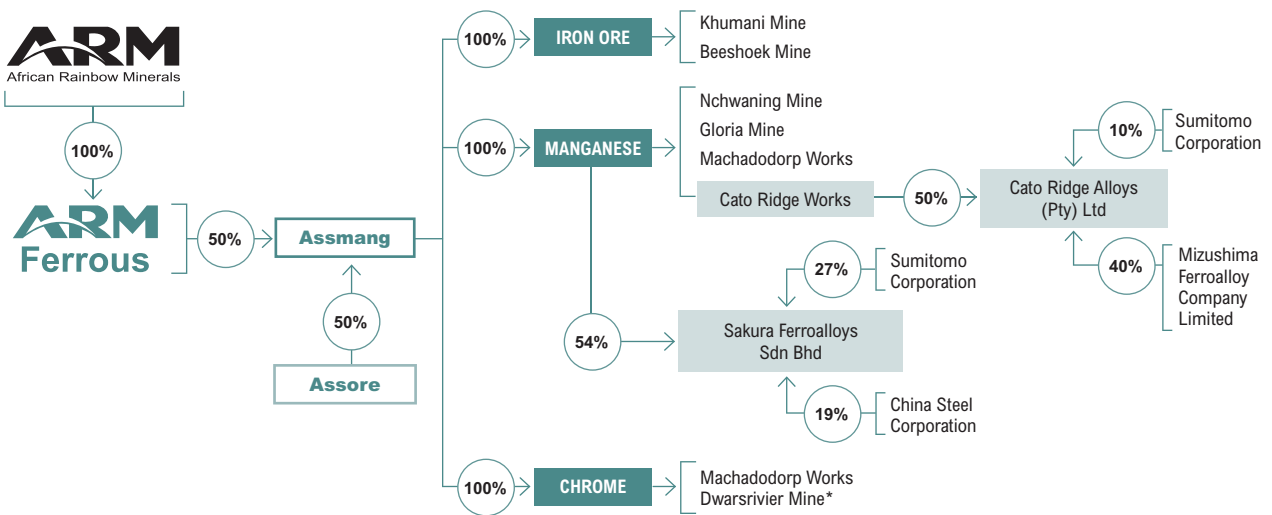 ARM
African Rainbow Minerals
100%
ARM
Ferrous
50%
Assmang
50%
Assore
100%
IRON ORE
Khumani Mine
Beeshoek Mine
100%
MANGANESE
Nchwaning Mine
Gloria Mine
Machadodorp Works
Cato Ridge Works
50%
Cato Ridge Alloys
(Pty) Ltd
10%
Sumitomo
Corporation
40%
Mizushima
Ferroalloy
Company
Limited
54%
Sakura Ferroalloys
Sdn Bhd
27%
Sumitomo
Corporation
19%
China Steel
Corporation
100%
CHROME
Machadodorp Works
Dwarsrivier Mine*